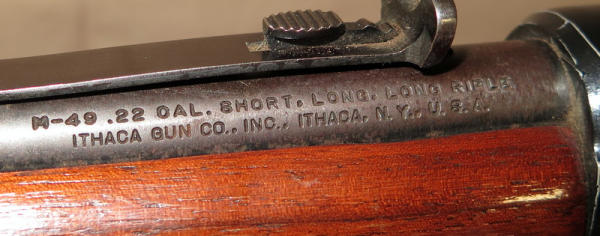 M-49 .22 CAL. SHORT, LONG, LONG RIFLE
ITHACA GUN CO., INC., ITHACA, N.Y., U.S.A.